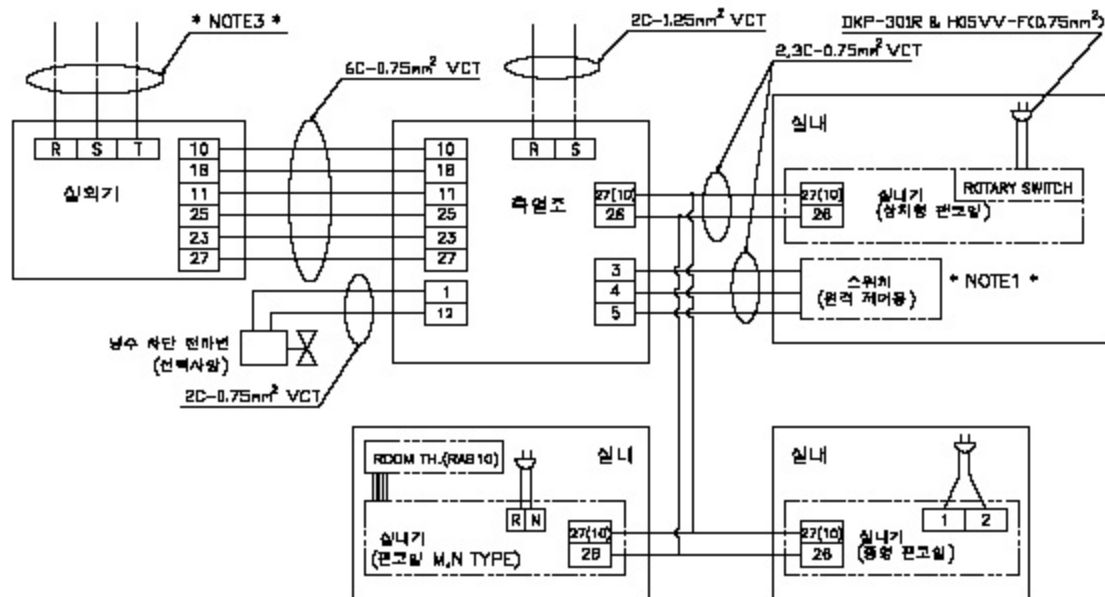 * NOTE3 *
2C-1.25mm² VCT
DKP-301R & H05VV-F(0.75mm²)
6C-0.75mm² VCT
2,3C-0.75mm² VCT
실내
R S T
10
18
11
25
23
27
실외기
10
18
11
25
23
27
R S
축열조
27(10)
26
27(10)
26
실내기
(상치형 팬코일)
ROTARY SWITCH
3
4
5
스위치
(원격 제어용)
* NOTE1 *
1
12
냉수 차단 전자변
(선택사양)
2C-0.75mm² VCT
실내
ROOM TH.(RAB10)
R N
실내기
(팬코일 M,N TYPE)
27(10)
28
실내
1 2
27(10)
26
실내기
(중형 팬코일)